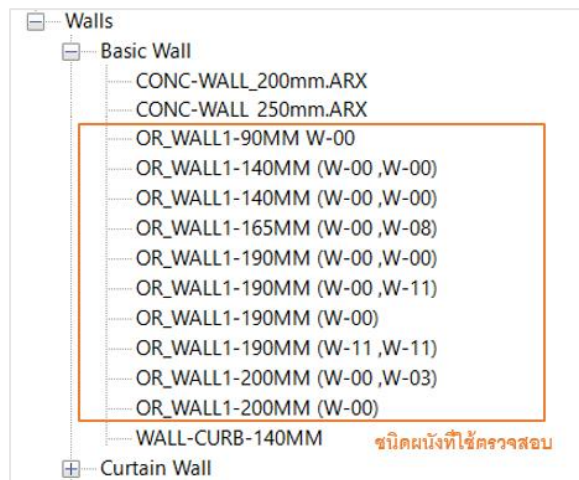 Walls
Basic Wall
CONC-WALL_200mm.ARX
CONC-WALL 250mm.ARX
OR_WALL1-90MM W-00
OR_WALL1-140MM (W-00 ,W-00)
OR_WALL1-140MM (W-00 ,W-00)
OR_WALL1-165MM (W-00 ,W-08)
OR_WALL1-190MM (W-00 ,W-00)
OR_WALL1-190MM (W-00 ,W-11)
OR_WALL1-190MM (W-00)
OR_WALL1-190MM (W-11 ,W-11)
OR_WALL1-200MM (W-00 ,W-03)
OR_WALL1-200MM (W-00)
WALL-CURB-140MM ชนิดผนังที่ใช้ตรวจสอบ
Curtain Wall